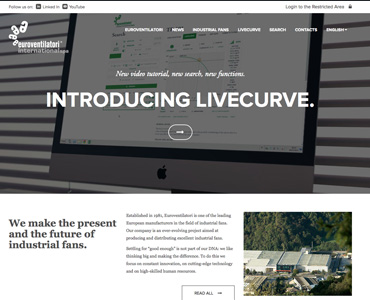 Follow us on: Linked In YouTube
Login to the Restricted Area
euroventilatori
international spa
EUROVENTILATORI NEWS INDUSTRIAL FANS LIVECURVE SEARCH CONTACTS ENGLISH
New video tutorial, new search, new functions.
INTRODUCING LIVECURVE.
We make the present
and the future of
industrial fans.
Established in 1981, Euroventilatori is one of the leading
European manufacturers in the field of industrial fans.
Our company is an ever-evolving project aimed at
producing and distributing excellent industrial fans.
Settling for "good enough" is not part of our DNA: we like
thinking big and making the difference. To do this we
focus on constant innovation, on cutting-edge technology
and on high-skilled human resources.
READ ALL